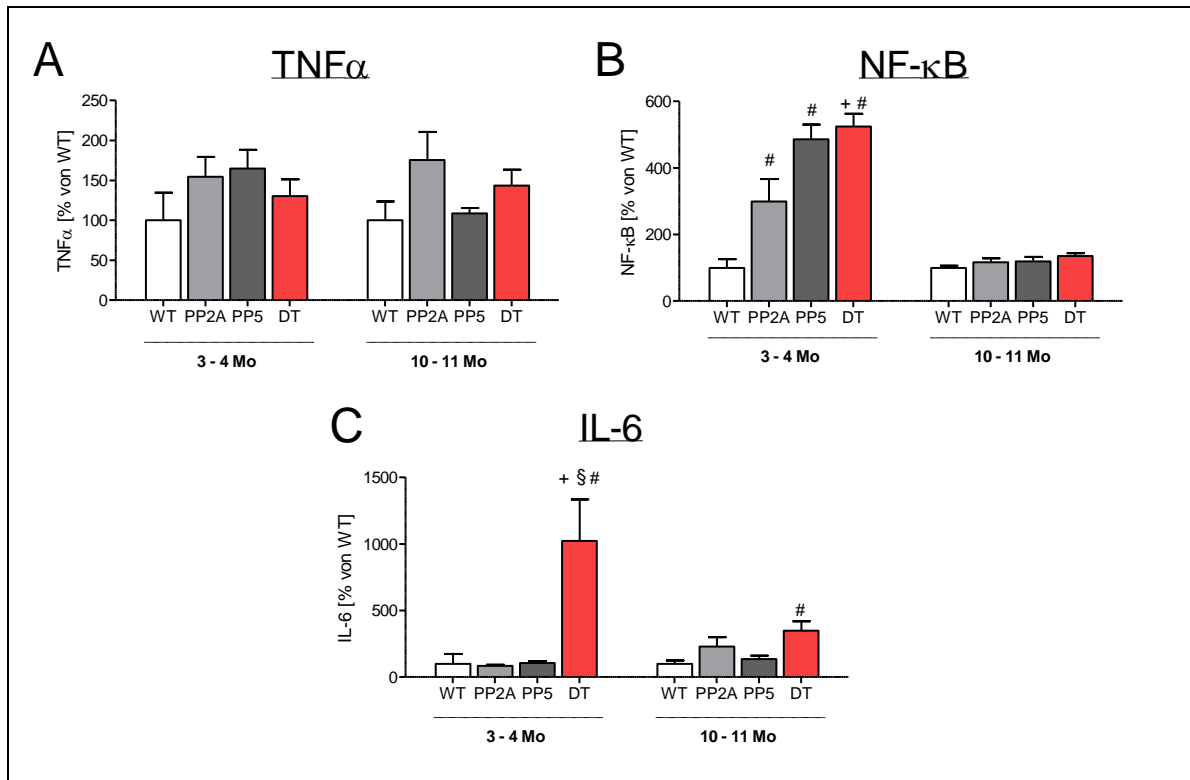 A
TNFα
TNFα [% von WT]
250
200
150
100
50
0
WT PP2A PP5 DT WT PP2A PP5 DT
3 - 4 Mo 10 - 11 Mo
B
NF-κB
NF-κB [% von WT]
600
400
200
0
# # + #
WT PP2A PP5 DT WT PP2A PP5 DT
3 - 4 Mo 10 - 11 Mo
C
IL-6
IL-6 [% von WT]
1500
1000
500
0
+ § #
#
WT PP2A PP5 DT WT PP2A PP5 DT
3 - 4 Mo 10 - 11 Mo